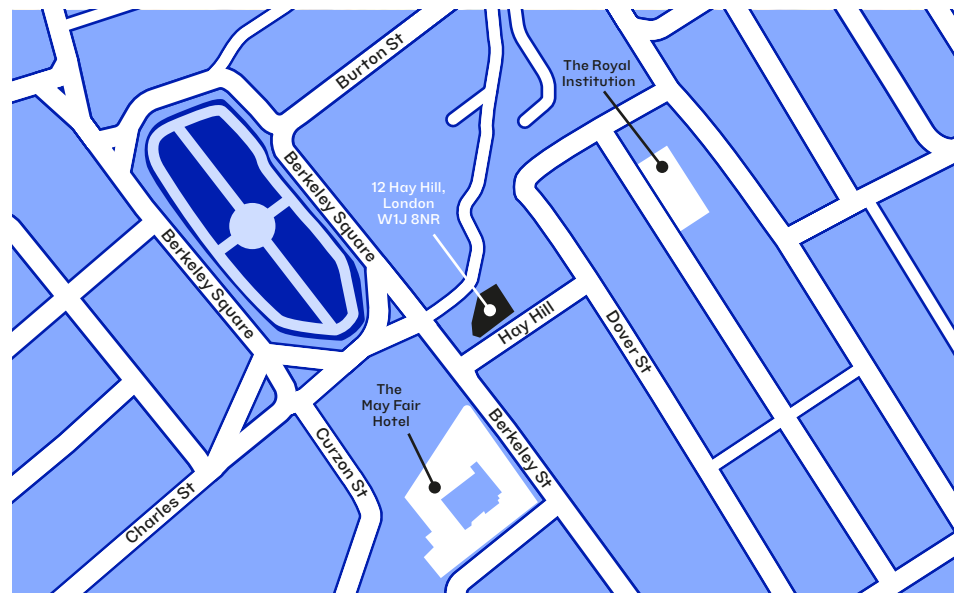 Burton St
The Royal
Institution
Berkeley Square
12 Hay Hill,
London
W1J 8NR
Berkeley Square
Hay Hill
Dover St
The
May Fair
Hotel
Berkeley St
Curzon St
Charles St